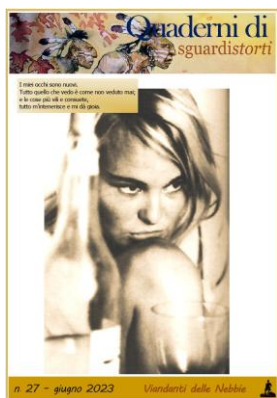 Quaderni di
sguardistorti
I miei occhi sono nuovi.
Tutto quello che vedo è come non veduto mai;
e le cose più vili e consuete,
tutto m'intenerisce e mi dà gioia.
n. 27 - giugno 2023 Viandanti delle Nebbie